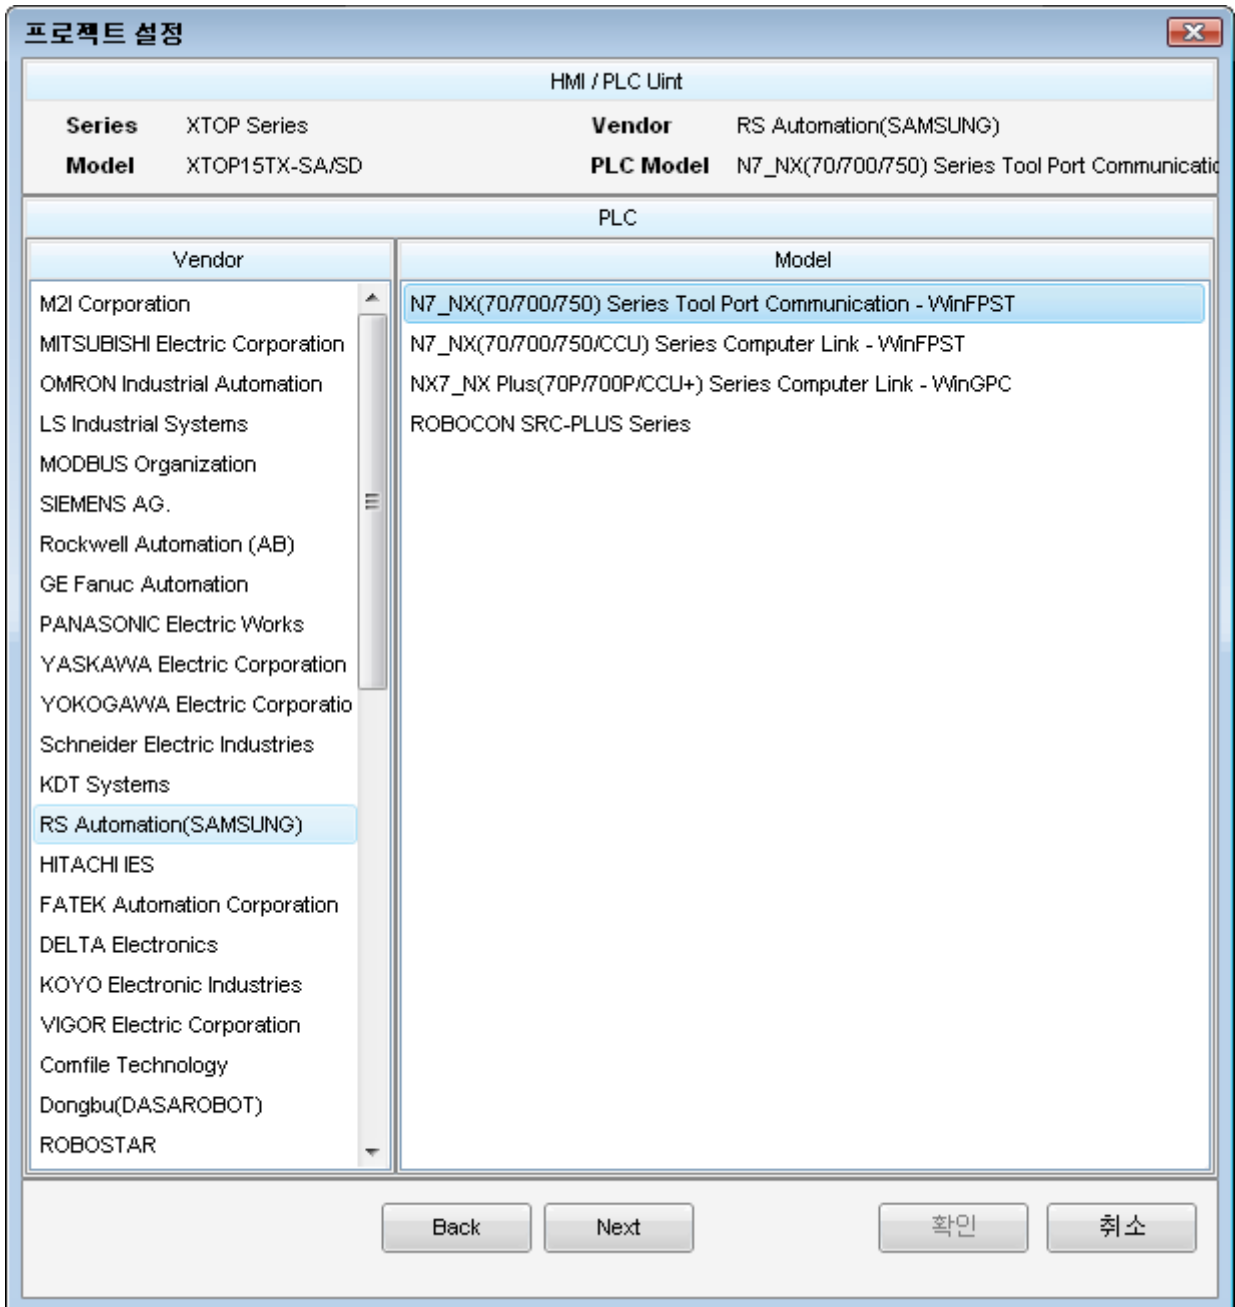 프로젝트 설정
HMI / PLC Uint
Series XTOP Series Vendor RS Automation(SAMSUNG)
Model XTOP15TX-SA/SD PLC Model N7_NX(70/700/750) Series Tool Port Communicatio
PLC
Vendor
M2I Corporation
MITSUBISHI Electric Corporation
OMRON Industrial Automation
LS Industrial Systems
MODBUS Organization
SIEMENS AG.
Rockwell Automation (AB)
GE Fanuc Automation
PANASONIC Electric Works
YASKAWA Electric Corporation
YOKOGAWA Electric Corporatio
Schneider Electric Industries
KDT Systems
RS Automation(SAMSUNG)
HITACHI IES
FATEK Automation Corporation
DELTA Electronics
KOYO Electronic Industries
VIGOR Electric Corporation
Comfile Technology
Dongbu(DASAROBOT)
ROBOSTAR
Model
N7_NX(70/700/750) Series Tool Port Communication - WinFPST
N7_NX(70/700/750/CCU) Series Computer Link - WinFPST
NX7_NX Plus(70P/700P/CCU+) Series Computer Link - WinGPC
ROBOCON SRC-PLUS Series
Back Next 확인 취소